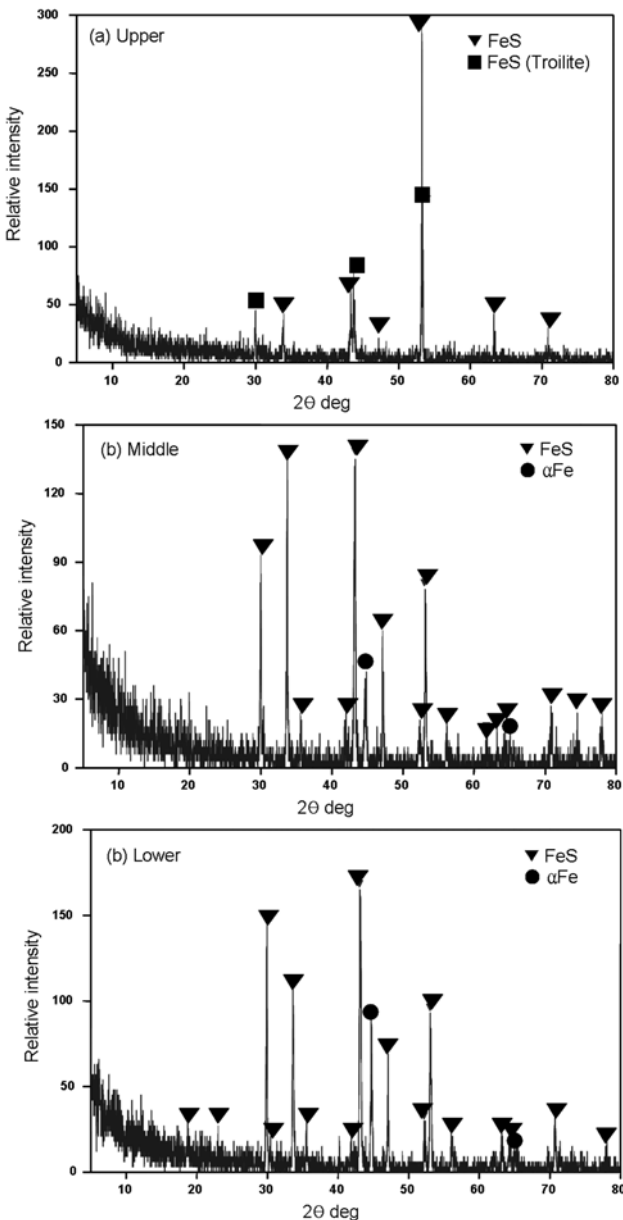 (a) Upper
FeS
FeS (Troilite)
Relative intensity
300
250
200
150
100
50
0
10 20 30 40 50 60 70 80
2Θ deg
(b) Middle
FeS
αFe
Relative intensity
150
120
90
60
30
0
10 20 30 40 50 60 70 80
2Θ deg
(b) Lower
FeS
αFe
Relative intensity
200
150
100
50
0
10 20 30 40 50 60 70 80
2Θ deg